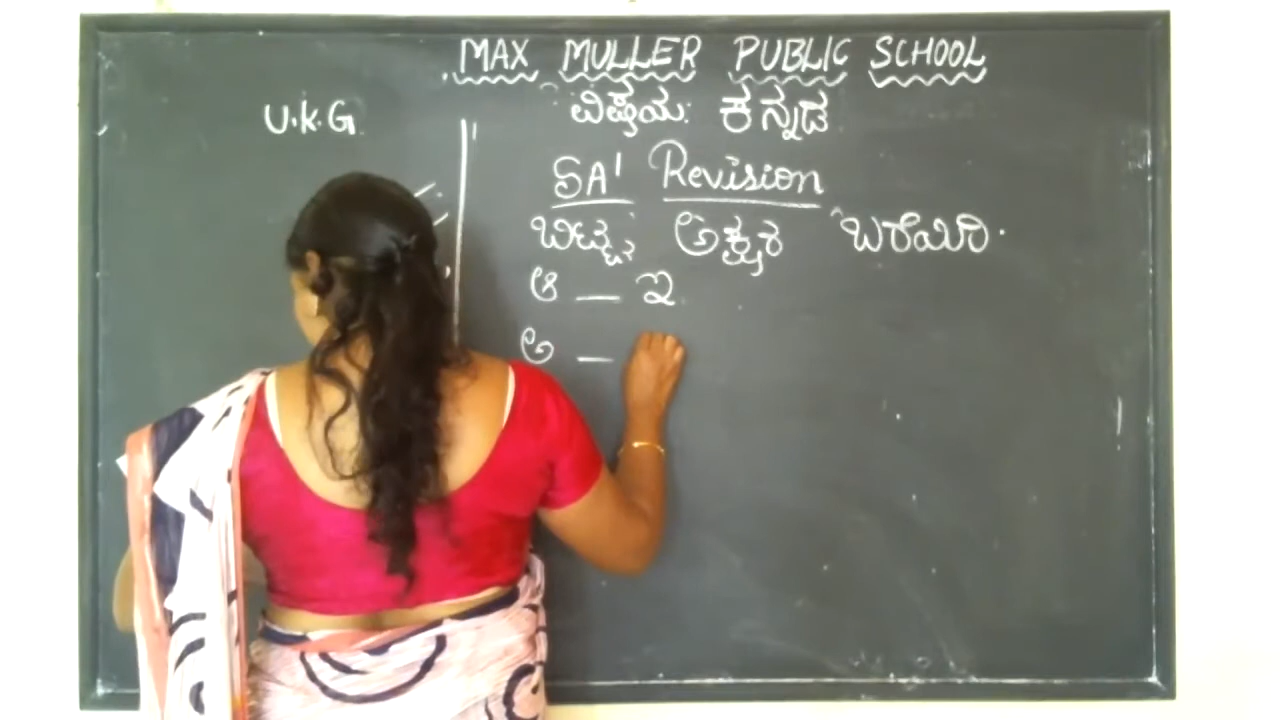 MAX MULLER PUBLIC SCHOOL
U.K.G
ವಿಷಯ: ಕನ್ನಡ
SA1 Revision
ಬಿಟ್ಟ ಅಕ್ಷರ ಬರೆಯಿರಿ.
ಆ _ ಇ
ಅ _